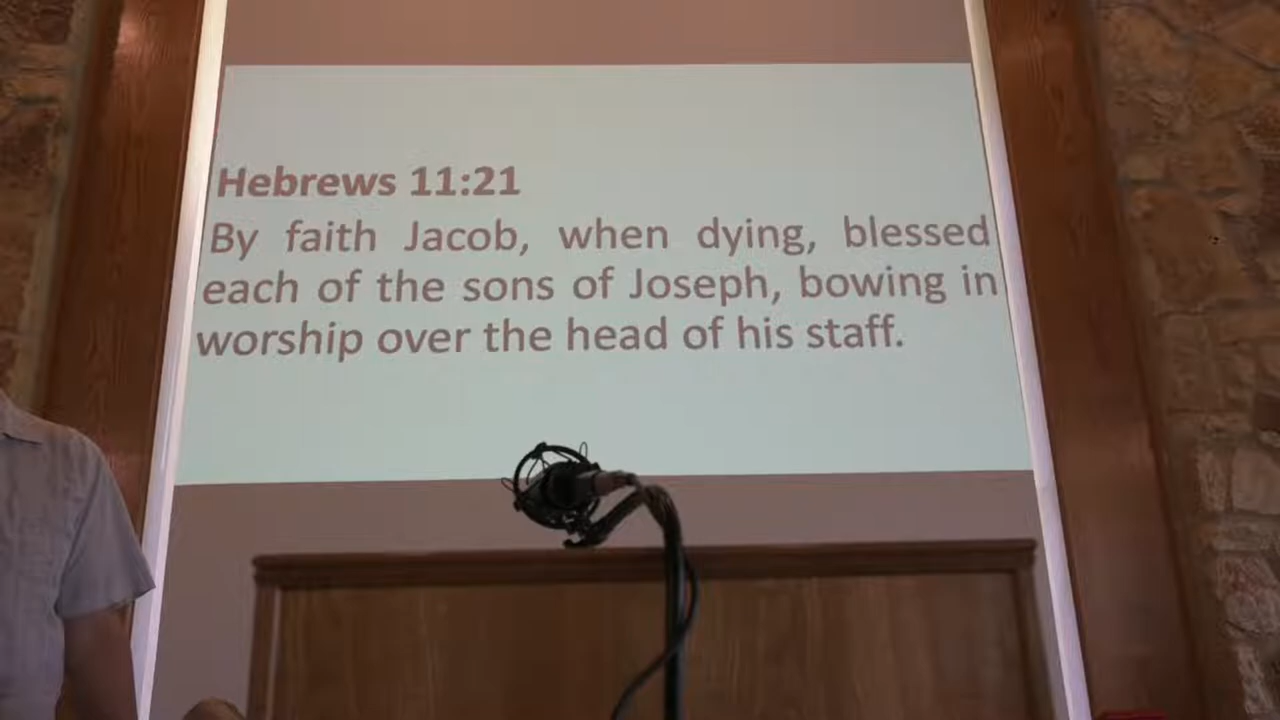 Hebrews 11:21
By faith Jacob, when dying, blessed
each of the sons of Joseph, bowing in
worship over the head of his staff.